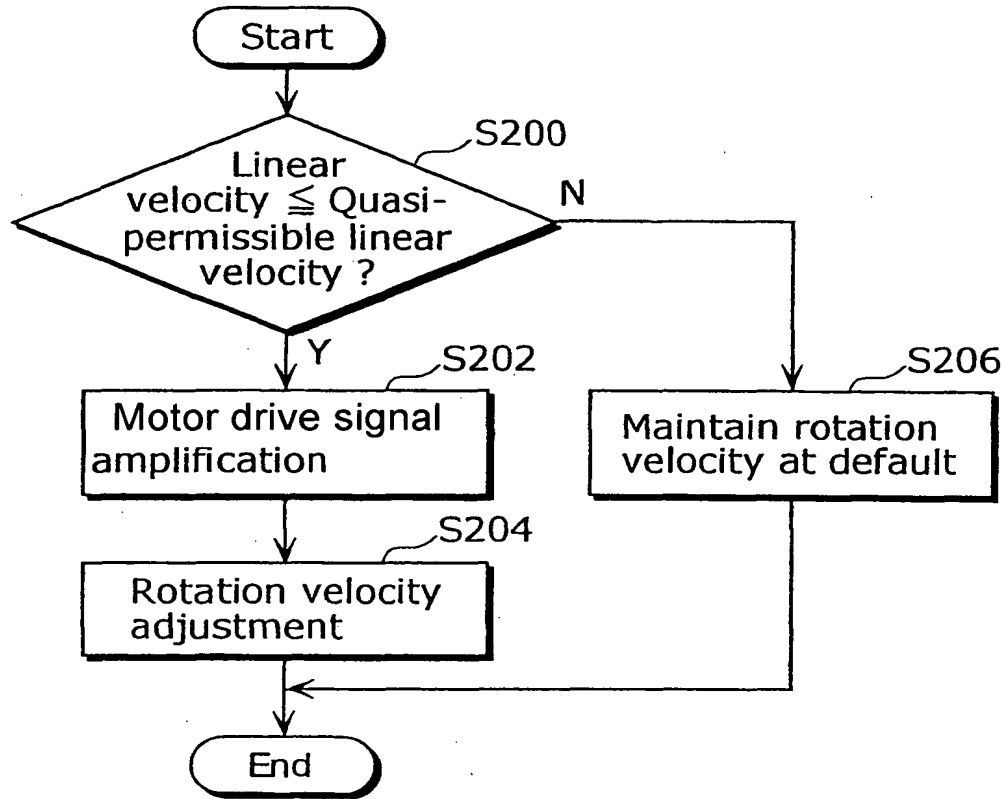 Start
S200
Linear
velocity ≦ Quasi-
permissible linear
velocity ?
N
Y
S202
Motor drive signal
amplification
S206
Maintain rotation
velocity at default
S204
Rotation velocity
adjustment
End